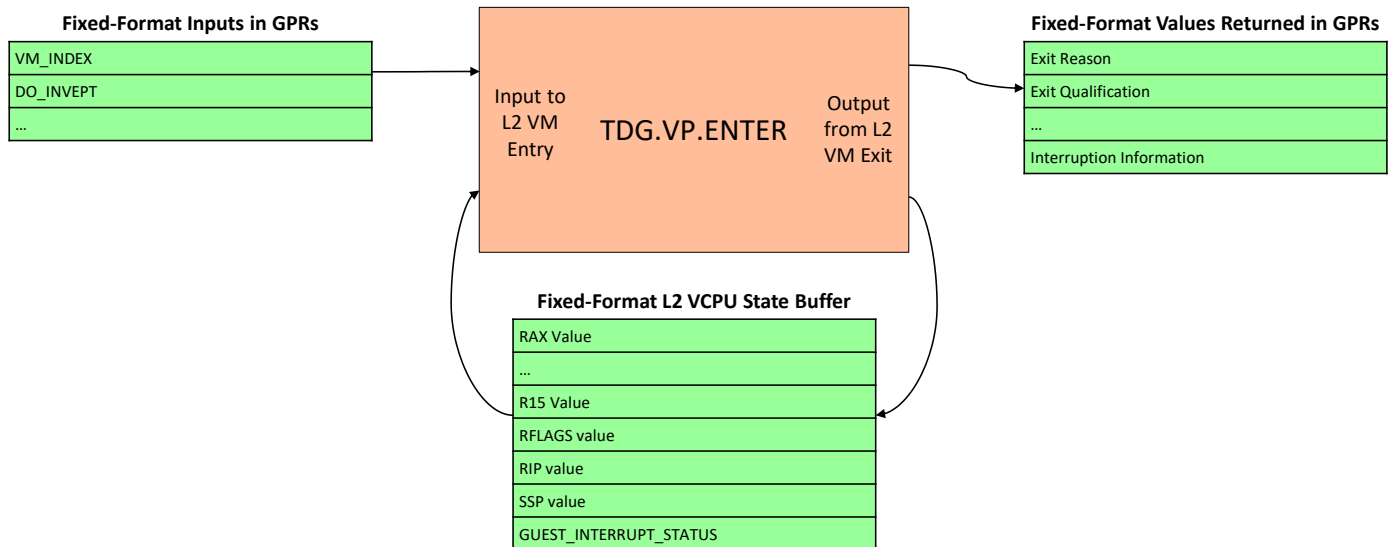 Fixed-Format Inputs in GPRs
VM_INDEX
DO_INVEPT
...
Input to
L2 VM
Entry
TDG.VP.ENTER
Output
from L2
VM Exit
Fixed-Format Values Returned in GPRs
Exit Reason
Exit Qualification
...
Interruption Information
Fixed-Format L2 VCPU State Buffer
RAX Value
...
R15 Value
RFLAGS value
RIP value
SSP value
GUEST_INTERRUPT_STATUS